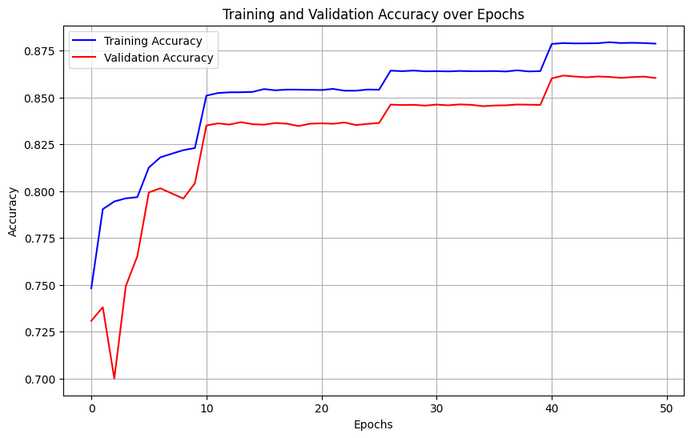 Training and Validation Accuracy over Epochs
Training Accuracy
Validation Accuracy
Accuracy
0.875
0.850
0.825
0.800
0.775
0.750
0.725
0.700
0
10
20
30
40
50
Epochs